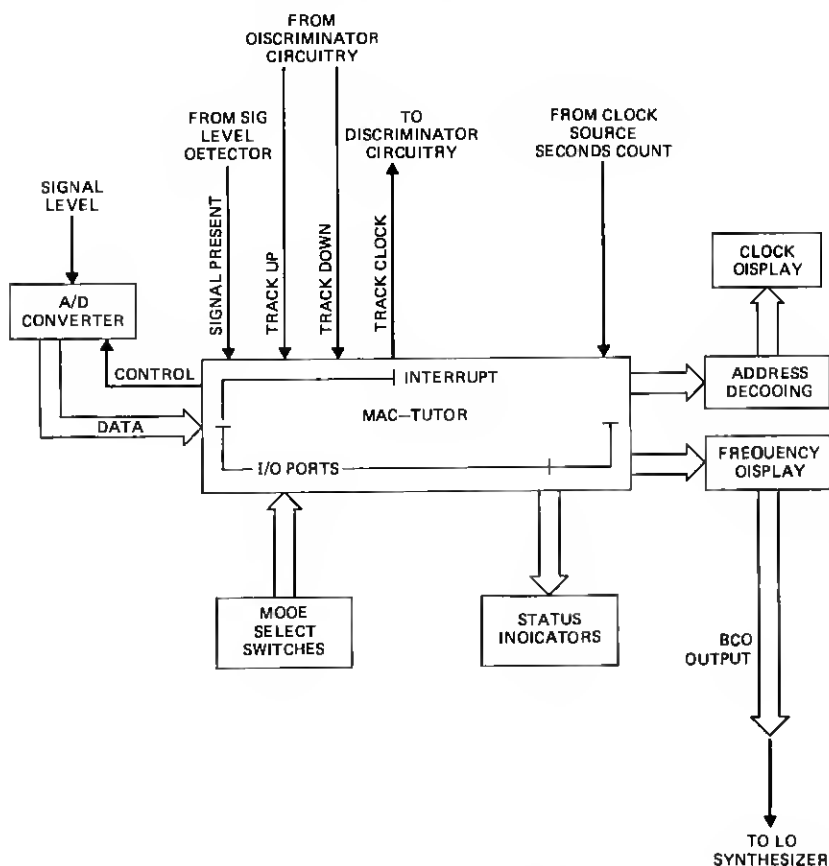 FROM
OISCRIMINATOR
CIRCUITRY
FROM SIG
LEVEL
OETECTOR
TO
DISCRIMINATOR
CIRCUITRY
FROM CLOCK
SOURCE
SECONDS COUNT
SIGNAL
LEVEL
SIGNAL PRESENT
TRACK UP
TRACK DOWN
TRACK CLOCK
CLOCK
OISPLAY
A/D
CONVERTER
CONTROL
INTERRUPT
ADDRESS
DECOOING
MAC–TUTOR
DATA
I/O PORTS
FREQUENCY
OISPLAY
MOOE
SELECT
SWITCHES
STATUS
INOICATORS
BCO
OUTPUT
TO LO
SYNTHESIZER